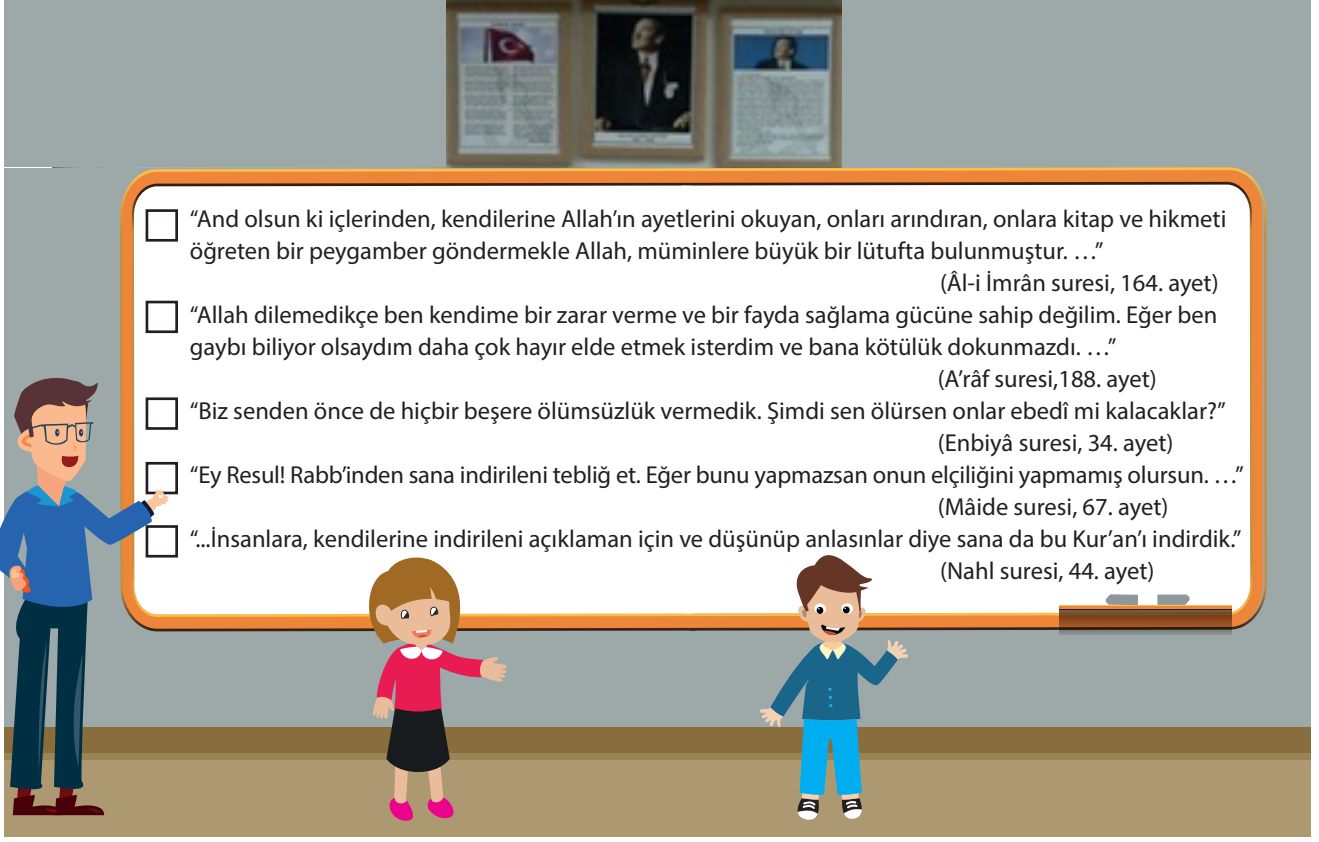 “And olsun ki içlerinden, kendilerine Allah’ın ayetlerini okuyan, onları arındıran, onlara kitap ve hikmeti
öğreten bir peygamber göndermekle Allah, müminlere büyük bir lütufta bulunmuştur. …”
(Âl-i İmrân suresi, 164. ayet)
“Allah dilemedikçe ben kendime bir zarar verme ve bir fayda sağlama gücüne sahip değilim. Eğer ben
gaybı biliyor olsaydım daha çok hayır elde etmek isterdim ve bana kötülük dokunmazdı. …”
(A’râf suresi,188. ayet)
“Biz senden önce de hiçbir beşere ölümsüzlük vermedik. Şimdi sen ölürsen onlar ebedî mi kalacaklar?”
(Enbiyâ suresi, 34. ayet)
“Ey Resul! Rabb’inden sana indirileni tebliğ et. Eğer bunu yapmazsan onun elçiliğini yapmamış olursun. …”
(Mâide suresi, 67. ayet)
“...İnsanlara, kendilerine indirileni açıklaman için ve düşünüp anlasınlar diye sana da bu Kur’an’ı indirdik.”
(Nahl suresi, 44. ayet)